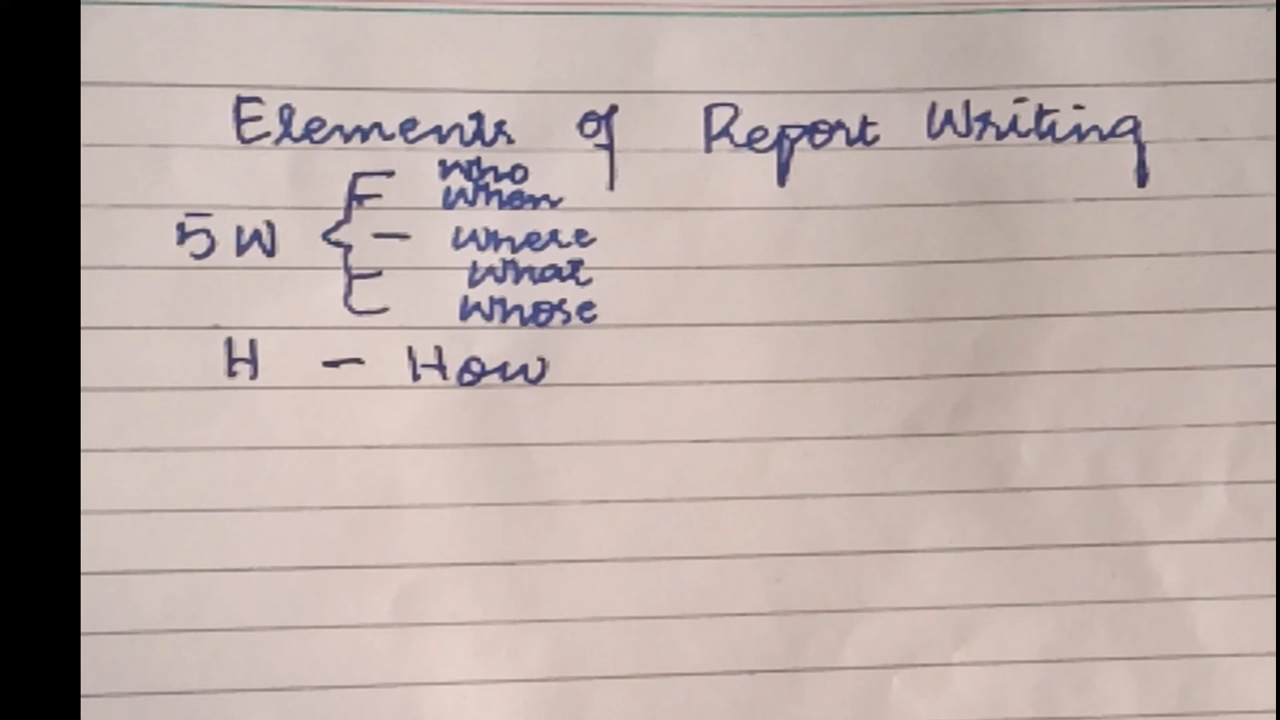 Elements of Report Writing
who
when
5 W { - where
what
whose
H - How